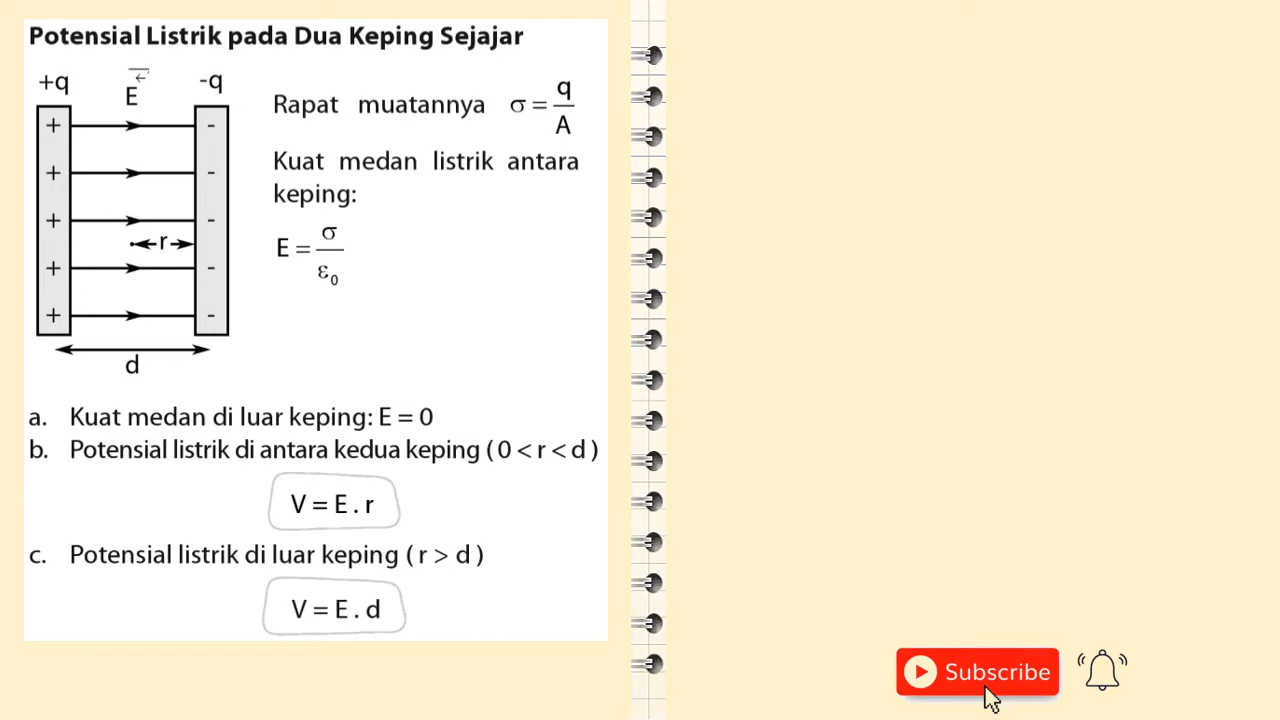 Potensial Listrik pada Dua Keping Sejajar
+q E -q
+ -
+ -
+ -
r
+ -
+ -
d
Rapat muatannya σ = q/A
Kuat medan listrik antara
keping:
E = σ/ε₀
a. Kuat medan di luar keping: E = 0
b. Potensial listrik di antara kedua keping ( 0 < r < d )
V = E . r
c. Potensial listrik di luar keping ( r > d )
V = E . d
Subscribe